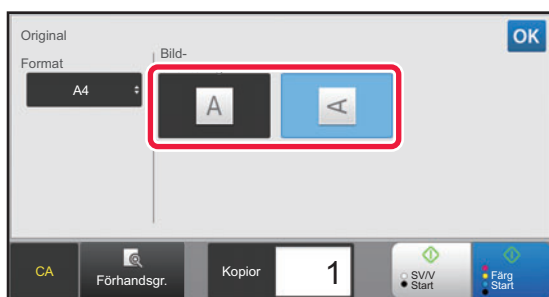 Original
OK
Bild-
Format
A4
A
A
CA
Förhandsgr.
Kopior
1
SV/V
Start
Färg
Start